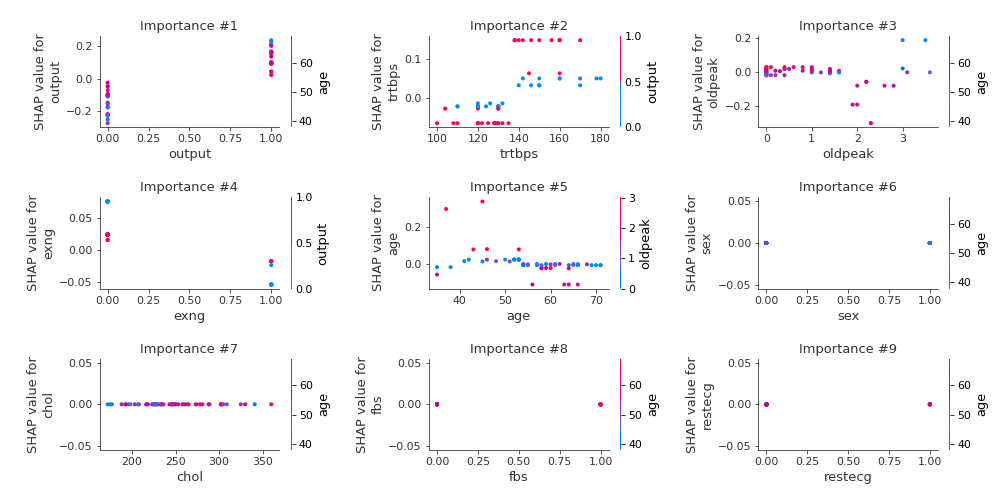 Importance #1
0.2
0.0
−0.2
SHAP value for
output
0.00 0.25 0.50 0.75 1.00
output
60
50
40
age
Importance #2
0.1
0.0
SHAP value for
trtbps
100 120 140 160 180
trtbps
1.0
0.5
0.0
output
Importance #3
0.2
0.0
−0.2
SHAP value for
oldpeak
0 1 2 3
oldpeak
60
50
40
age
Importance #4
0.05
0.00
−0.05
SHAP value for
exng
0.00 0.25 0.50 0.75 1.00
exng
1.0
0.5
0.0
output
Importance #5
0.2
0.0
SHAP value for
age
40 50 60 70
age
3
2
1
0
oldpeak
Importance #6
0.05
0.00
−0.05
SHAP value for
sex
0.00 0.25 0.50 0.75 1.00
sex
60
50
40
age
Importance #7
0.05
0.00
−0.05
SHAP value for
chol
200 250 300 350
chol
60
50
40
age
Importance #8
0.05
0.00
−0.05
SHAP value for
fbs
0.00 0.25 0.50 0.75 1.00
fbs
60
50
40
age
Importance #9
0.05
0.00
−0.05
SHAP value for
restecg
0.00 0.25 0.50 0.75 1.00
restecg
60
50
40
age